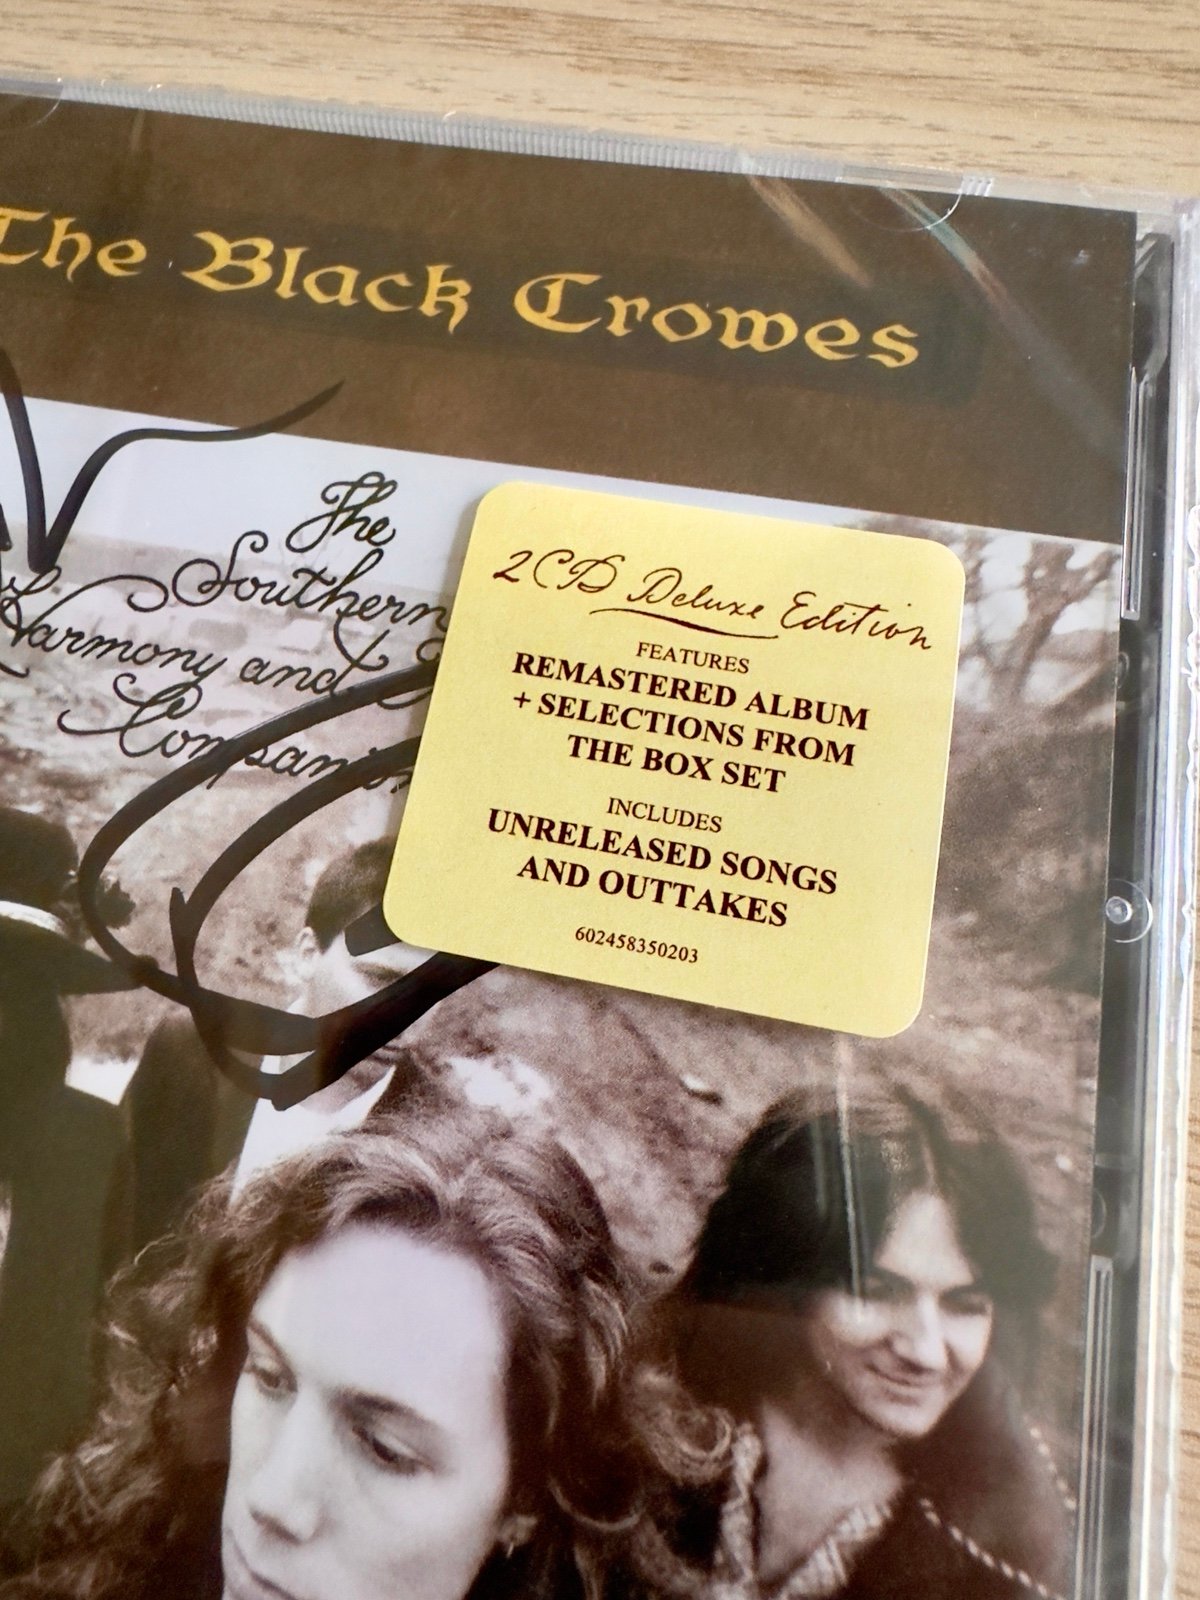 The Black Crowes
The
Southern
Harmony and
Companion
2CD Deluxe Edition
FEATURES
REMASTERED ALBUM
+ SELECTIONS FROM
THE BOX SET
INCLUDES
UNRELEASED SONGS
AND OUTTAKES
602458350203